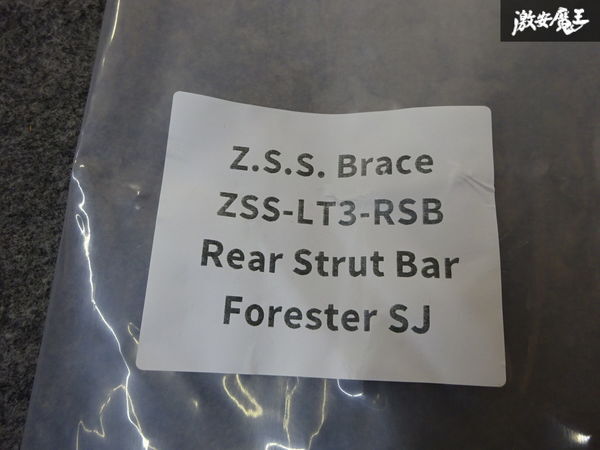 激安魔王
Z.S.S. Brace
ZSS-LT3-RSB
Rear Strut Bar
Forester SJ